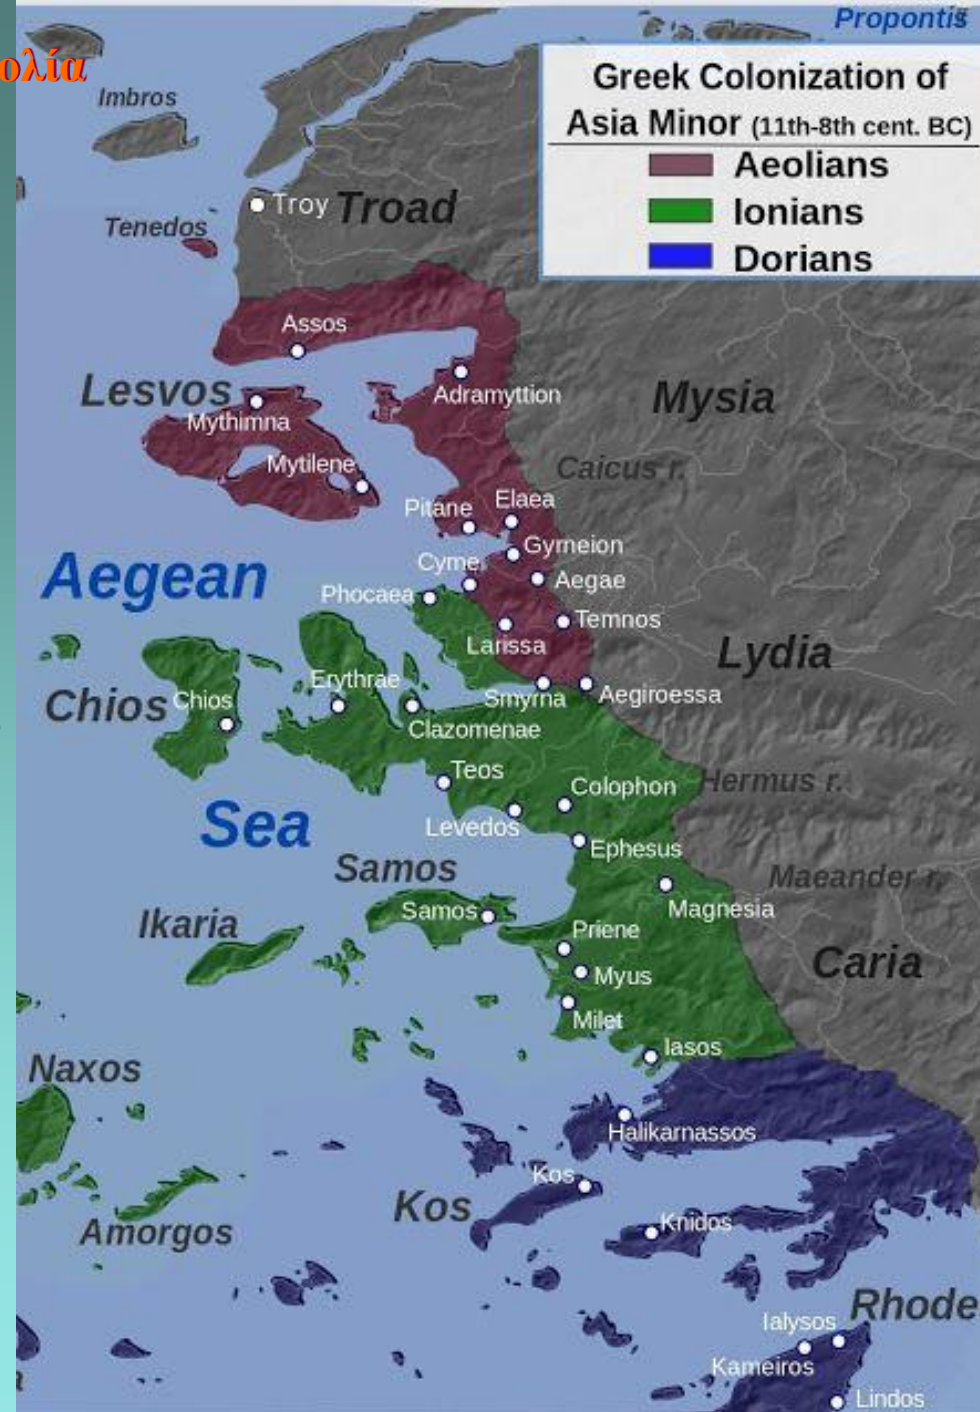 Propontis
ολία
Greek Colonization of
Asia Minor (11th-8th cent. BC)
Aeolians
Ionians
Dorians
Imbros
Troy
Troad
Tenedos
Assos
Lesvos
Adramyttion
Mysia
Mythimna
Mytilene
Caicus r.
Pitane
Elaea
Gyrneion
Aegean
Cyme
Aegae
Phocaea
Temnos
Larissa
Lydia
Erythrae
Smyrna
Aegiroessa
Chios
Chios
Clazomenae
Teos
Hermus r.
Colophon
Sea
Levedos
Ephesus
Samos
Maeander r.
Samos
Magnesia
Ikaria
Priene
Caria
Myus
Milet
Iasos
Naxos
Halikarnassos
Kos
Kos
Knidos
Amorgos
Rhode
Ialysos
Kameiros
Lindos